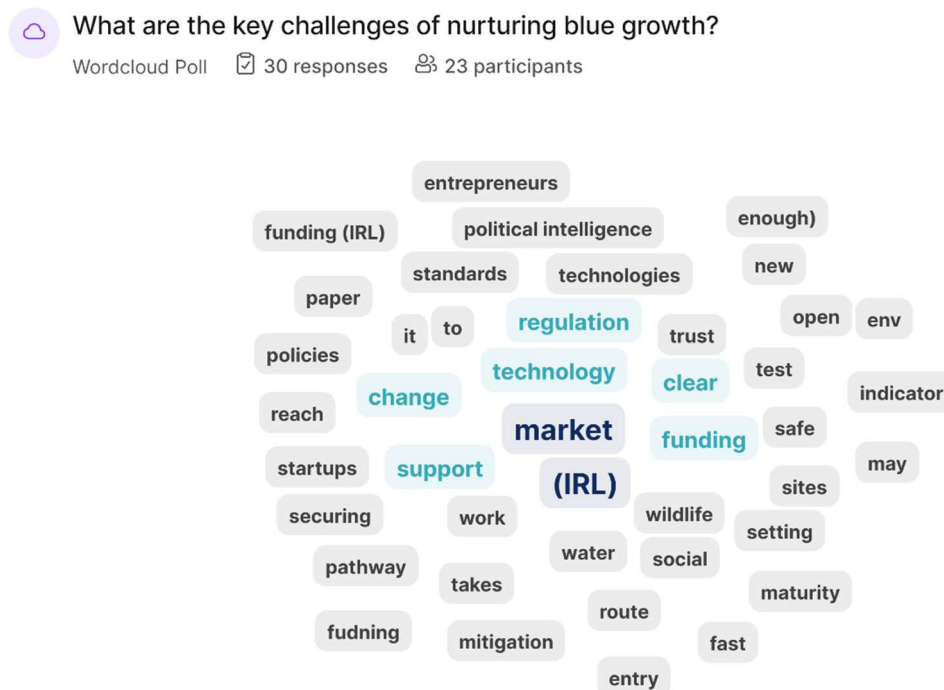 What are the key challenges of nurturing blue growth?
Wordcloud Poll 30 responses 23 participants
entrepreneurs
enough)
funding (IRL)
political intelligence
new
standards
technologies
paper
open
env
regulation
it
to
trust
policies
technology
test
clear
change
indicator
reach
market
safe
funding
may
startups
support
(IRL)
sites
securing
work
wildlife
setting
water
social
pathway
takes
maturity
route
fudning
mitigation
fast
entry